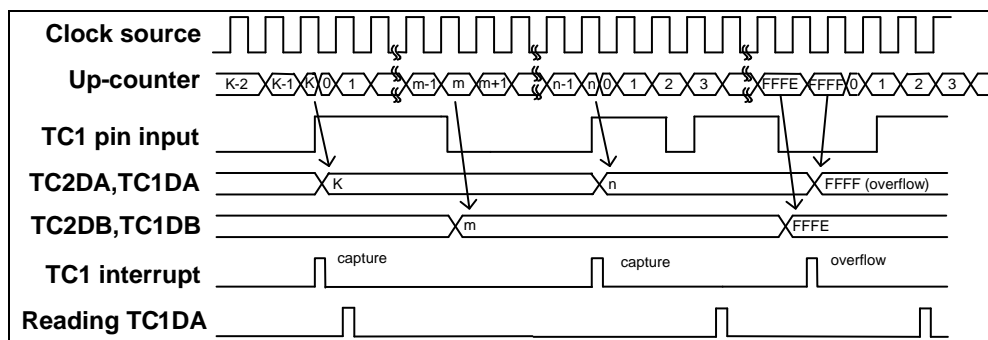 Clock source
Up-counter K-2 K-1 K 0 1 m-1 m m+1 n-1 n 0 1 2 3 FFFE FFFF 0 1 2 3
TC1 pin input
TC2DA,TC1DA K n FFFF (overflow)
TC2DB,TC1DB m FFFE
TC1 interrupt capture capture overflow
Reading TC1DA